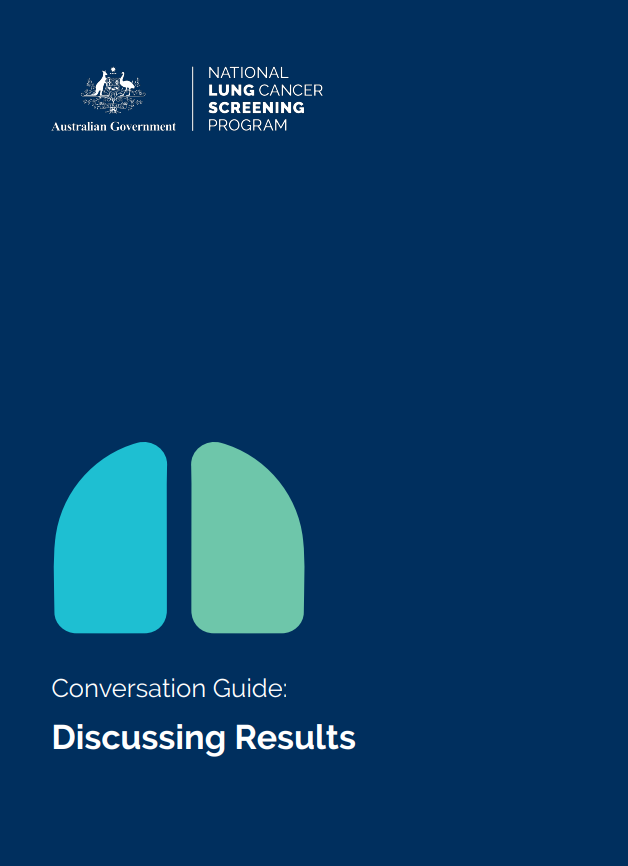 Australian Government
NATIONAL
LUNG CANCER
SCREENING
PROGRAM
Conversation Guide:
Discussing Results